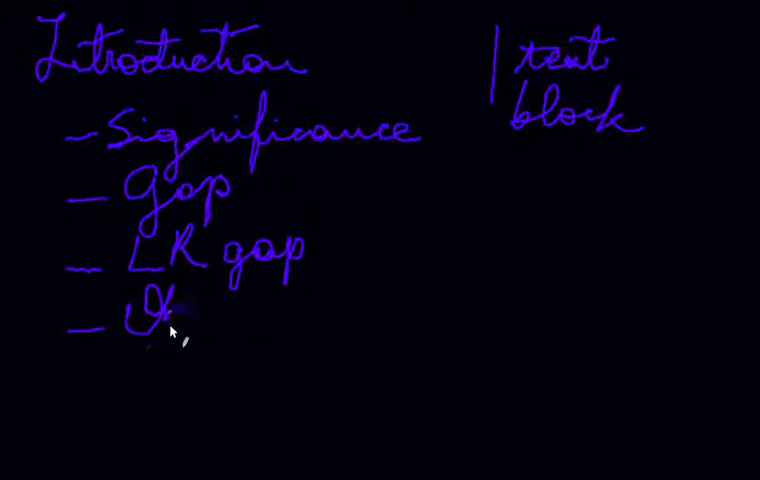 Introduction
- Significance
- Gap
- LR gap
-
text
block